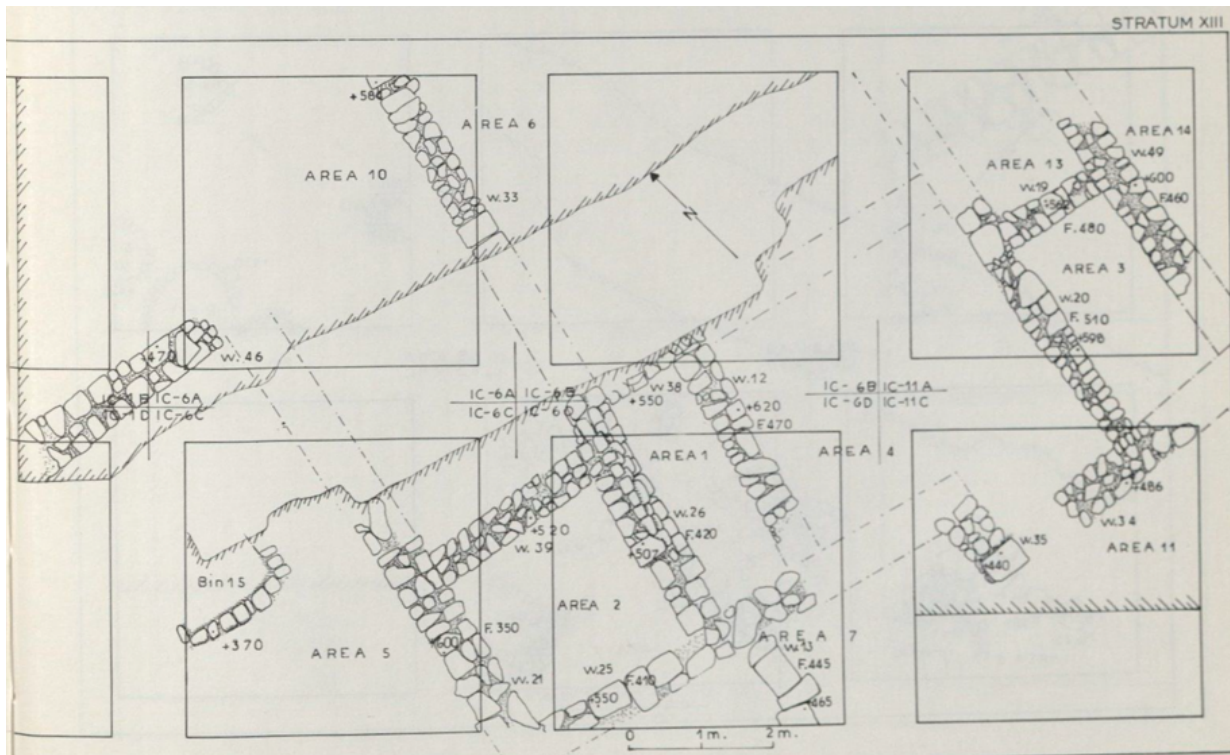 STRATUM XIII
AREA 6
AREA 10
w.33
AREA 14
w.49
AREA 13
+600
w.19
F.460
F.480
AREA 3
N
w.20
F. 510
+598
w.46
IC-6A
IC-6C
IC-6A
IC-6C
w.38
+550
w.12
+620
F.470
IC-6B IC-11A
IC-6D IC-11C
AREA 1
AREA 4
+520
w.39
w.26
F.420
+507
+486
w.34
w.35
AREA 11
+440
Bin 15
+370
AREA 2
AREA 5
F.350
+600
w.21
AREA 7
w.13
F.445
+465
w.25
F.410
+550
0 1 m. 2 m.